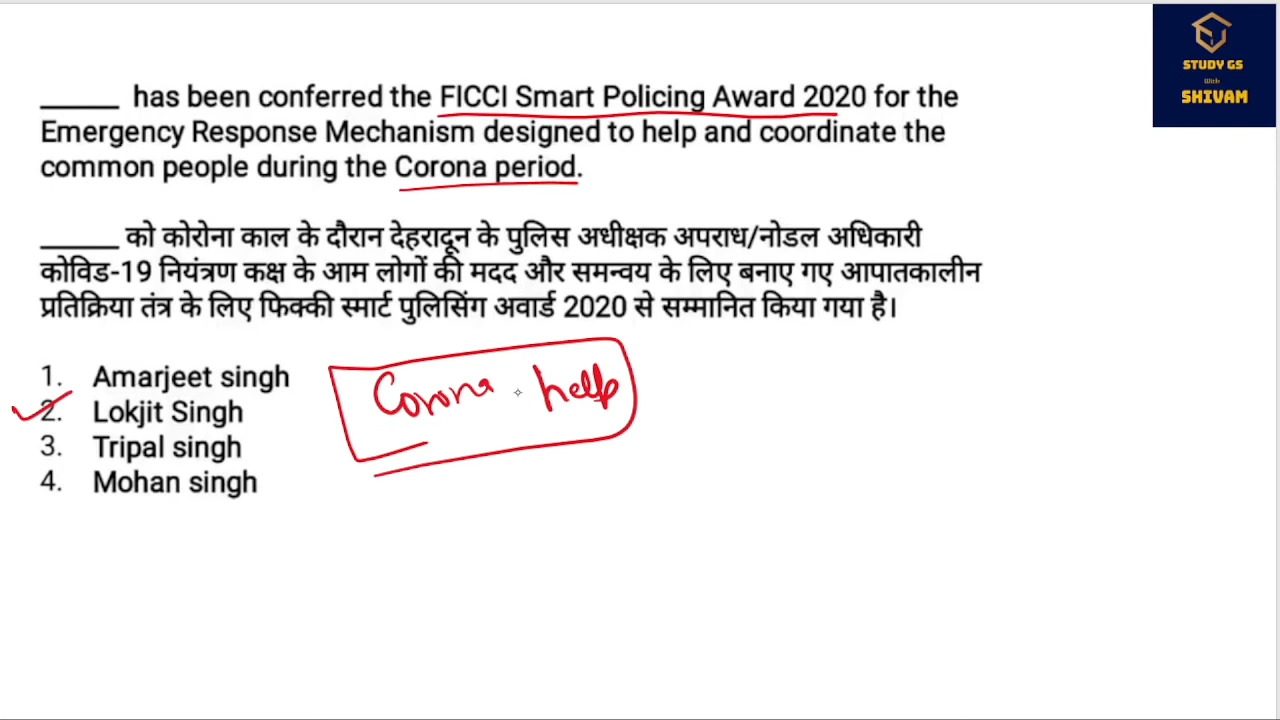 STUDY GS
With
SHIVAM
_____ has been conferred the FICCI Smart Policing Award 2020 for the
Emergency Response Mechanism designed to help and coordinate the
common people during the Corona period.
_____ को कोरोना काल के दौरान देहरादून के पुलिस अधीक्षक अपराध/नोडल अधिकारी
कोविड-19 नियंत्रण कक्ष के आम लोगों की मदद और समन्वय के लिए बनाए गए आपातकालीन
प्रतिक्रिया तंत्र के लिए फिक्की स्मार्ट पुलिसिंग अवार्ड 2020 से सम्मानित किया गया है।
1. Amarjeet singh
2. Lokjit Singh
3. Tripal singh
4. Mohan singh
Corona help